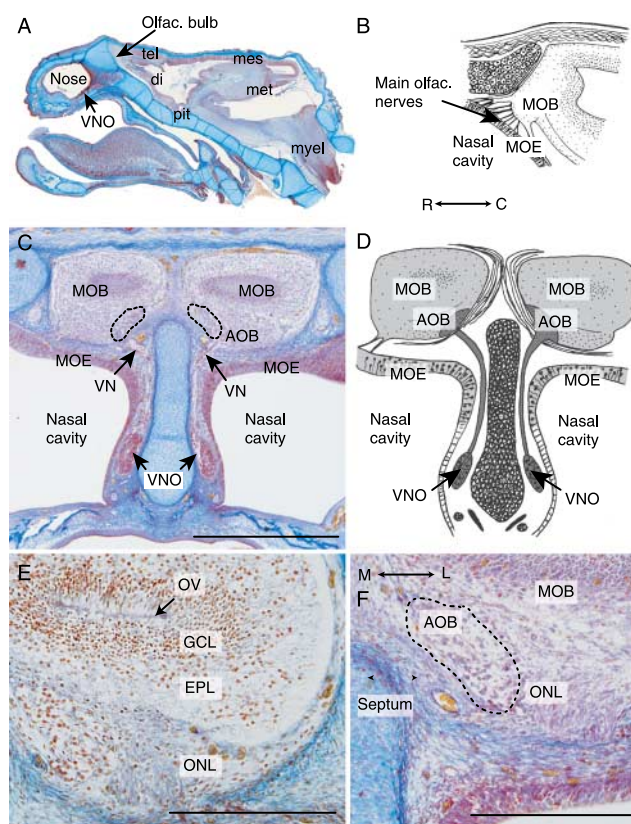 A
Olfac. bulb
tel
mes
Nose
di
met
VNO
pit
myel
B
Main olfac.
nerves
MOB
Nasal
cavity
MOE
R C
C
MOB MOB
AOB
MOE
VN VN
MOE
Nasal
cavity
Nasal
cavity
VNO
D
MOB MOB
AOB AOB
MOE MOE
Nasal
cavity
Nasal
cavity
VNO VNO
E
OV
GCL
EPL
ONL
M L
F
MOB
AOB
Septum
ONL